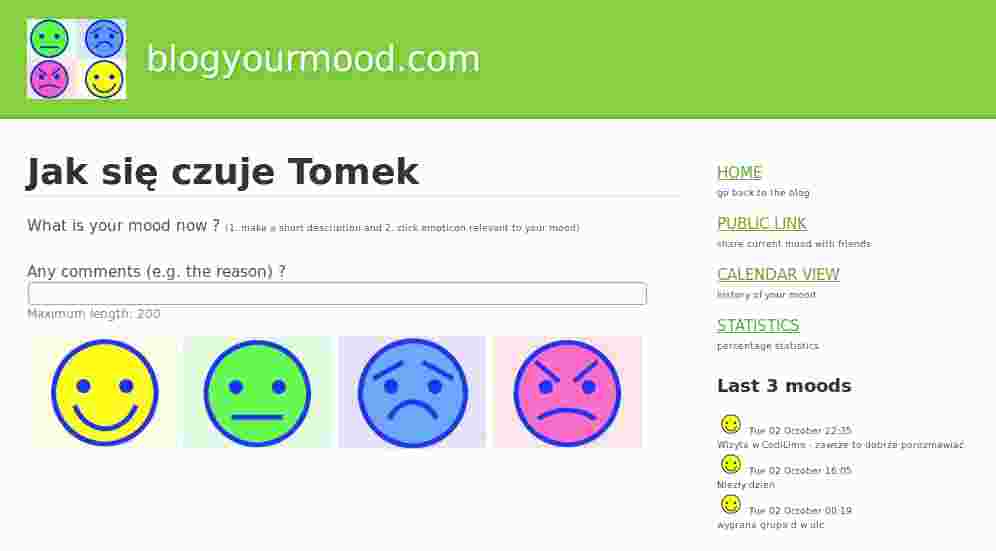 blogyourmood.com
Jak się czuje Tomek
What is your mood now ? (1. make a short description and 2. click emoticon relevant to your mood)
Any comments (e.g. the reason) ?
Maximum length: 200
HOME
go back to the blog
PUBLIC LINK
share current mood with friends
CALENDAR VIEW
history of your mood
STATISTICS
percentage statistics
Last 3 moods
Tue 02 October 22:35
Wizyta w CodiLime - zawsze to dobrze porozmawiać
Tue 02 October 16:05
Niezły dzień
Tue 02 October 00:19
wygrana grupa d w ulc